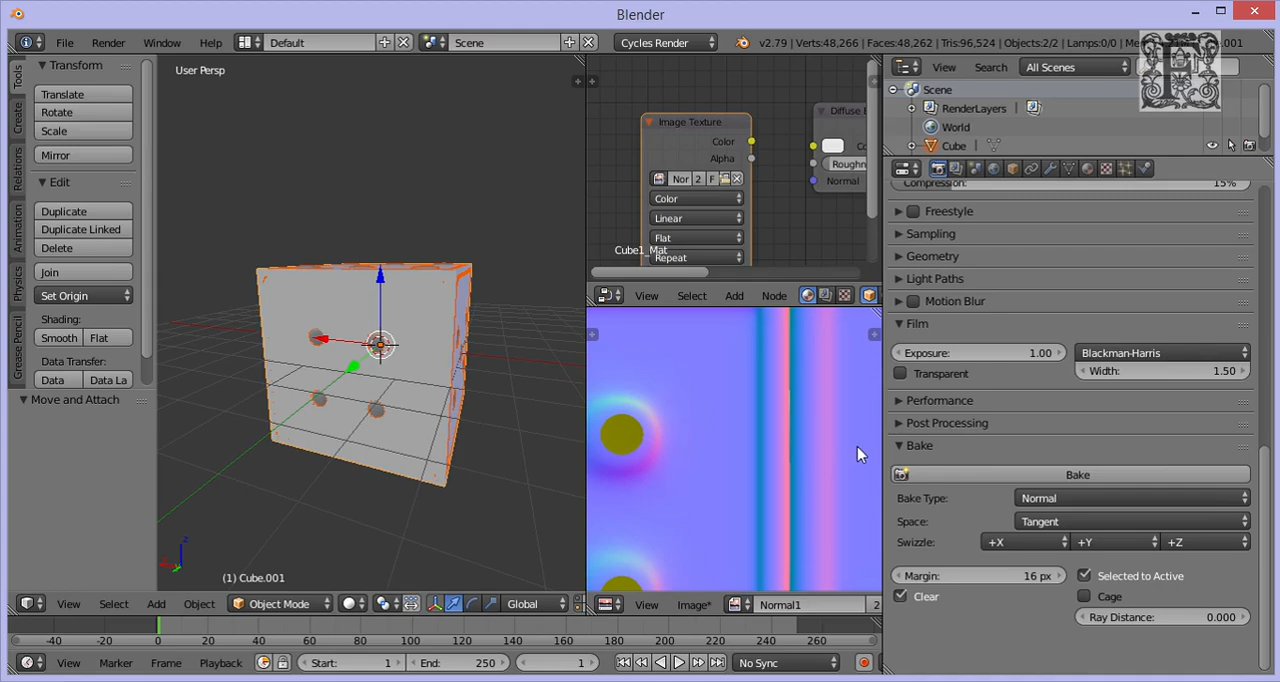 Blender
File Render Window Help Default Scene Cycles Render v2.79 | Verts:48,266 | Faces:48,262 | Tris:96,524 | Objects:2/2 | Lamps:0/0 | Me .001
Tools
Create
Relations
Animation
Physics
Grease Pencil
Transform
Translate
Rotate
Scale
Mirror
Edit
Duplicate
Duplicate Linked
Delete
Join
Set Origin
Shading:
Smooth Flat
Data Transfer:
Data Data La
Move and Attach
User Persp
(1) Cube.001
View Select Add Object Object Mode Global
Image Texture
Color
Alpha
Nor 2 F
Color
Linear
Flat
Repeat
Cube1_Mat
Diffuse B
Co
Roughn
Normal
View Select Add Node
View Image* Normal1 2
View Search All Scenes
Scene
RenderLayers
World
Cube
Compression: 15%
Freestyle
Sampling
Geometry
Light Paths
Motion Blur
Film
Exposure: 1.00 Blackman-Harris
Transparent Width: 1.50
Performance
Post Processing
Bake
Bake
Bake Type: Normal
Space: Tangent
Swizzle: +X +Y +Z
Margin: 16 px Selected to Active
Clear Cage
Ray Distance: 0.000
-40 -20 0 20 40 60 80 100 120 140 160 180 200 220 240 260
View Marker Frame Playback Start: 1 End: 250 1 No Sync